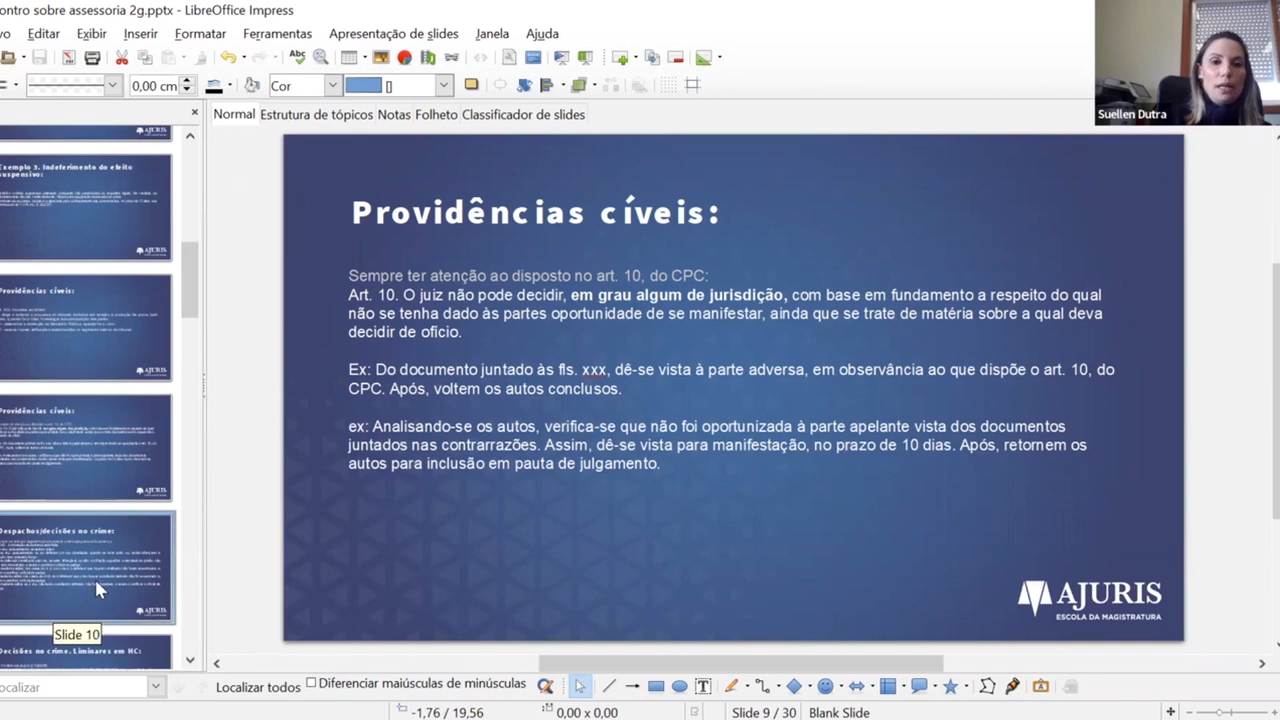 ontro sobre assessoria 2g.pptx - LibreOffice Impress
vo Editar Exibir Inserir Formatar Ferramentas Apresentação de slides Janela Ajuda
0,00 cm Cor []
Suellen Dutra
Normal Estrutura de tópicos Notas Folheto Classificador de slides
AJURIS
Exemplo 3. Indeferimento do efeito
suspensivo:
AJURIS
Providências cíveis:
AJURIS
Providências cíveis:
AJURIS
Despachos/decisões no crime:
AJURIS
Slide 10
Decisões no crime. Liminares em HC:
Providências cíveis:
Sempre ter atenção ao disposto no art. 10, do CPC:
Art. 10. O juiz não pode decidir, em grau algum de jurisdição, com base em fundamento a respeito do qual
não se tenha dado às partes oportunidade de se manifestar, ainda que se trate de matéria sobre a qual deva
decidir de ofício.
Ex: Do documento juntado às fls. xxx, dê-se vista à parte adversa, em observância ao que dispõe o art. 10, do
CPC. Após, voltem os autos conclusos.
ex: Analisando-se os autos, verifica-se que não foi oportunizada à parte apelante vista dos documentos
juntados nas contrarrazões. Assim, dê-se vista para manifestação, no prazo de 10 dias. Após, retornem os
autos para inclusão em pauta de julgamento.
AJURIS
ESCOLA DA MAGISTRATURA
ocalizar Localizar todos Diferenciar maiúsculas de minúsculas
-1,76 / 19,56 0,00 x 0,00 Slide 9 / 30 Blank Slide